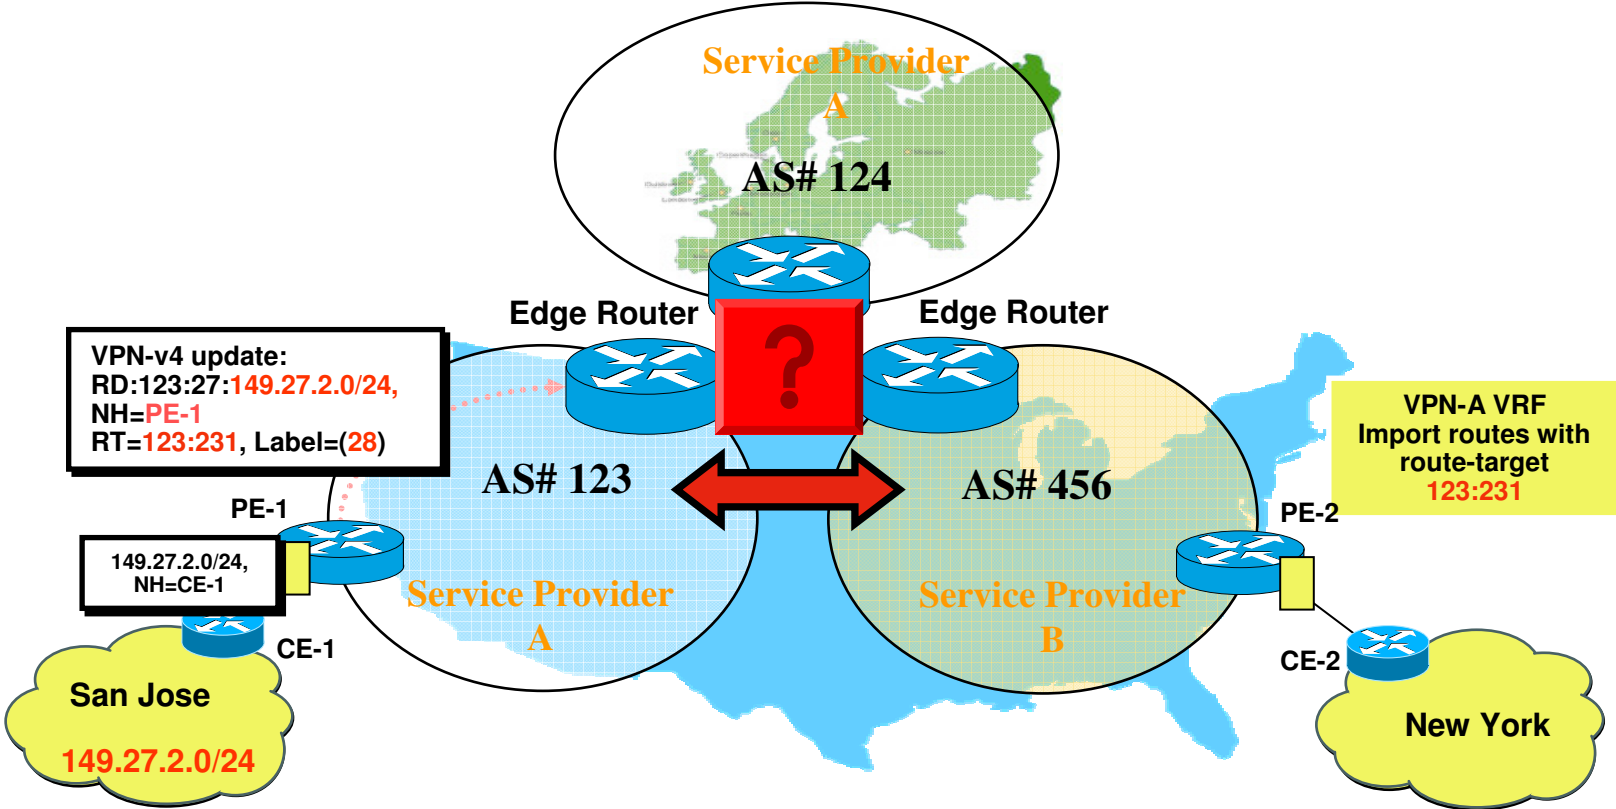 Service Provider
A
AS# 124
Edge Router
Edge Router
?
VPN-v4 update:
RD:123:27:149.27.2.0/24,
NH=PE-1
RT=123:231, Label=(28)
VPN-A VRF
Import routes with
route-target
123:231
AS# 123
AS# 456
PE-1
PE-2
149.27.2.0/24,
NH=CE-1
Service Provider
A
Service Provider
B
CE-1
CE-2
San Jose
149.27.2.0/24
New York